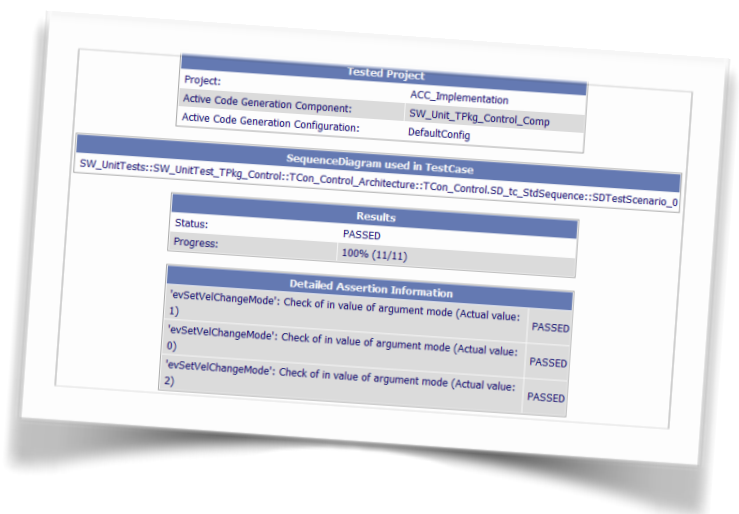 Tested Project
Project: ACC_Implementation
Active Code Generation Component: SW_Unit_TPkg_Control_Comp
Active Code Generation Configuration: DefaultConfig
SequenceDiagram used in TestCase
SW_UnitTests::SW_UnitTest_TPkg_Control::TCon_Control_Architecture::TCon_Control.SD_tc_StdSequence::SDTestScenario_0
Results
Status: PASSED
Progress: 100% (11/11)
Detailed Assertion Information
'evSetVelChangeMode': Check of in value of argument mode (Actual value:
1) PASSED
'evSetVelChangeMode': Check of in value of argument mode (Actual value:
0) PASSED
'evSetVelChangeMode': Check of in value of argument mode (Actual value:
2) PASSED